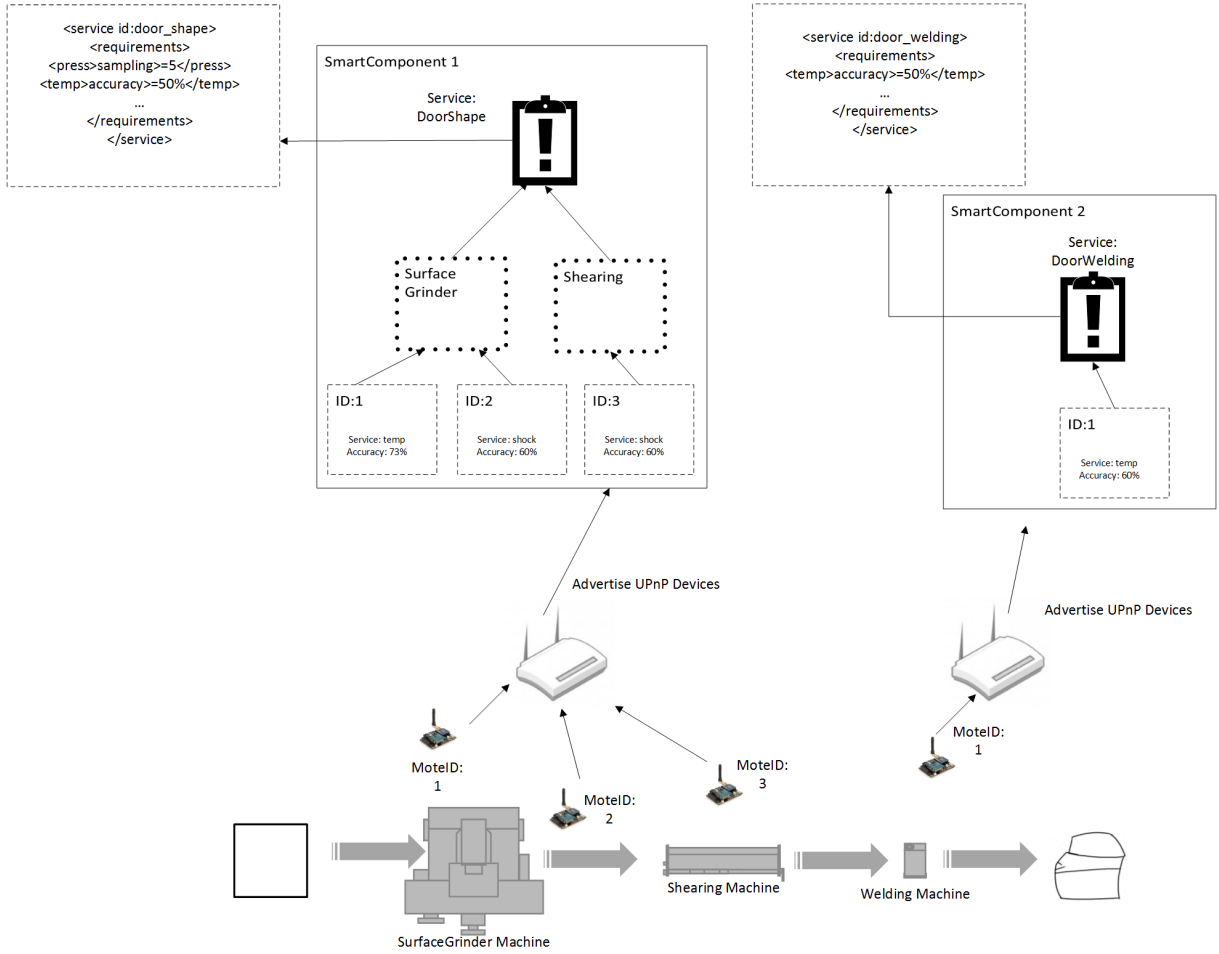 <service id:door_shape>
<requirements>
<press>sampling>=5</press>
<temp>accuracy>=50%</temp>
...
</requirements>
</service>
SmartComponent 1
Service:
DoorShape
Surface
Grinder
Shearing
ID:1
Service: temp
Accuracy: 73%
ID:2
Service: shock
Accuracy: 60%
ID:3
Service: shock
Accuracy: 60%
<service id:door_welding>
<requirements>
<temp>accuracy>=50%</temp>
...
</requirements>
</service>
SmartComponent 2
Service:
DoorWelding
ID:1
Service: temp
Accuracy: 60%
Advertise UPnP Devices
Advertise UPnP Devices
MoteID:
1
MoteID:
2
MoteID:
3
MoteID:
1
SurfaceGrinder Machine
Shearing Machine
Welding Machine